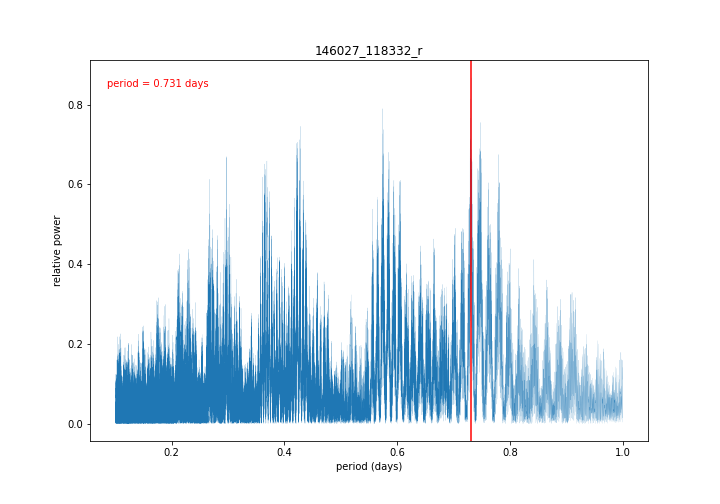 146027_118332_r
period = 0.731 days
relative power
0.8
0.6
0.4
0.2
0.0
0.2 0.4 0.6 0.8 1.0
period (days)